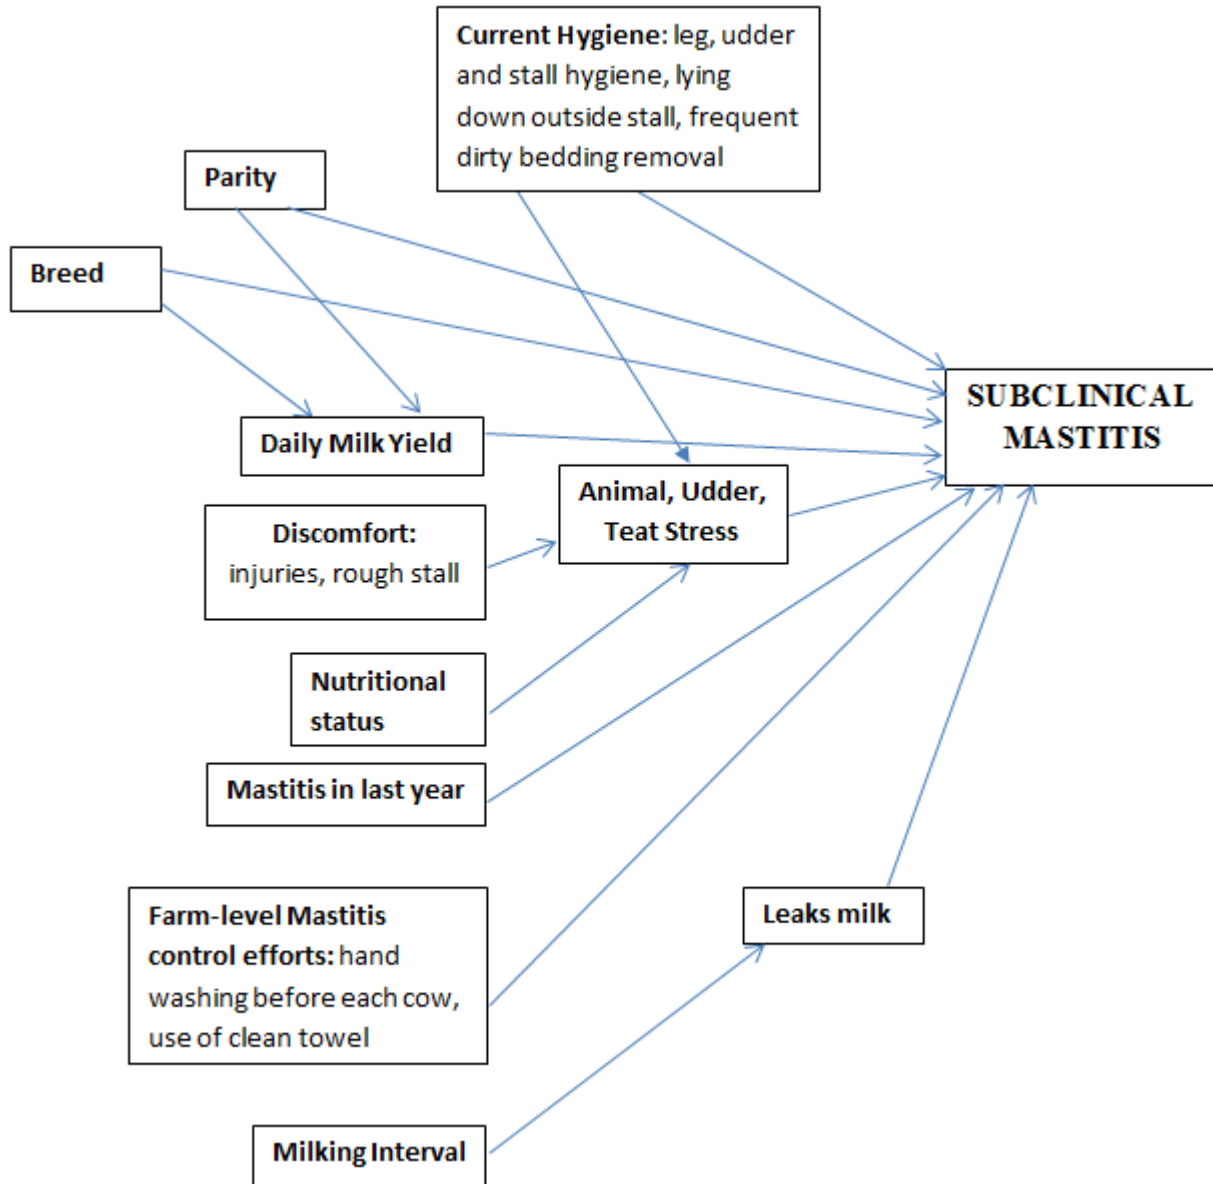 Current Hygiene: leg, udder
and stall hygiene, lying
down outside stall, frequent
dirty bedding removal
Parity
Breed
SUBCLINICAL
MASTITIS
Daily Milk Yield
Animal, Udder,
Teat Stress
Discomfort:
injuries, rough stall
Nutritional
status
Mastitis in last year
Farm-level Mastitis
control efforts: hand
washing before each cow,
use of clean towel
Leaks milk
Milking Interval